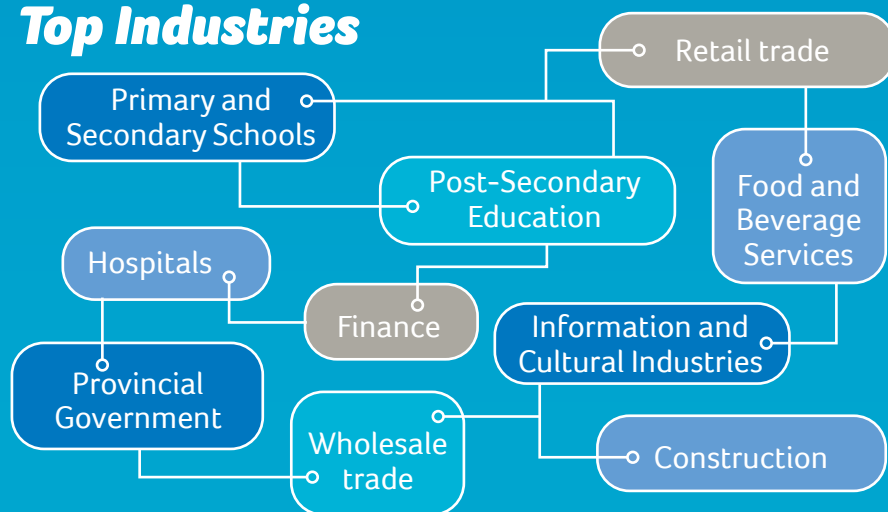 Top Industries
Retail trade
Primary and
Secondary Schools
Post-Secondary
Education
Food and
Beverage
Services
Hospitals
Finance
Information and
Cultural Industries
Provincial
Government
Wholesale
trade
Construction